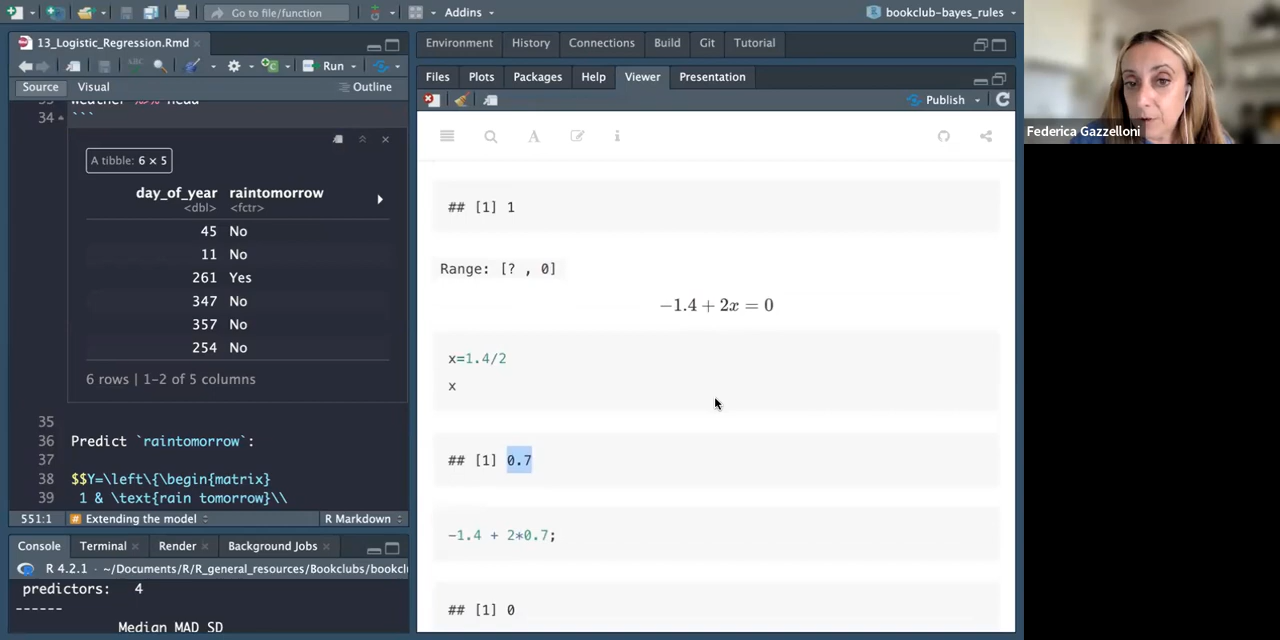 Go to file/function
Addins
bookclub-bayes_rules
13_Logistic_Regression.Rmd
Run
Source
Visual
Outline
weather %>% head
34 ```
A tibble: 6 × 5
day_of_year raintomorrow
<dbl> <fctr>
45 No
11 No
261 Yes
347 No
357 No
254 No
6 rows | 1-2 of 5 columns
35
36 Predict `raintomorrow`:
37
38 $$Y=\left\{\begin{matrix}
39 1 & \text{rain tomorrow}\\
551:1 # Extending the model R Markdown
Console Terminal Render Background Jobs
R 4.2.1 · ~/Documents/R/R_general_resources/Bookclubs/bookcl
predictors: 4
------
Median MAD SD
Environment History Connections Build Git Tutorial
Files Plots Packages Help Viewer Presentation
Publish
## [1] 1
Range: [? , 0]
−1.4 + 2x = 0
x=1.4/2
x
## [1] 0.7
-1.4 + 2*0.7;
## [1] 0
Federica Gazzelloni